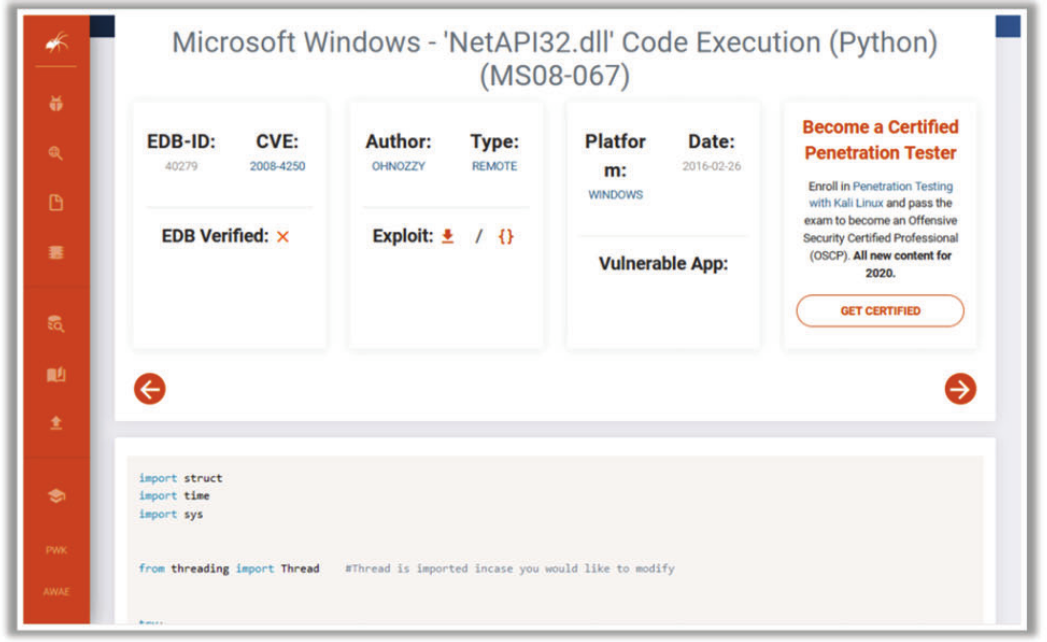 Microsoft Windows - 'NetAPI32.dll' Code Execution (Python)
(MS08-067)
EDB-ID:
40279
CVE:
2008-4250
EDB Verified: ×
Author:
OHNOZZY
Type:
REMOTE
Exploit: / {}
Platfor
m:
WINDOWS
Date:
2016-02-26
Vulnerable App:
Become a Certified
Penetration Tester
Enroll in Penetration Testing
with Kali Linux and pass the
exam to become an Offensive
Security Certified Professional
(OSCP). All new content for
2020.
GET CERTIFIED
PWK
AWAE
import struct
import time
import sys
from threading import Thread #Thread is imported incase you would like to modify